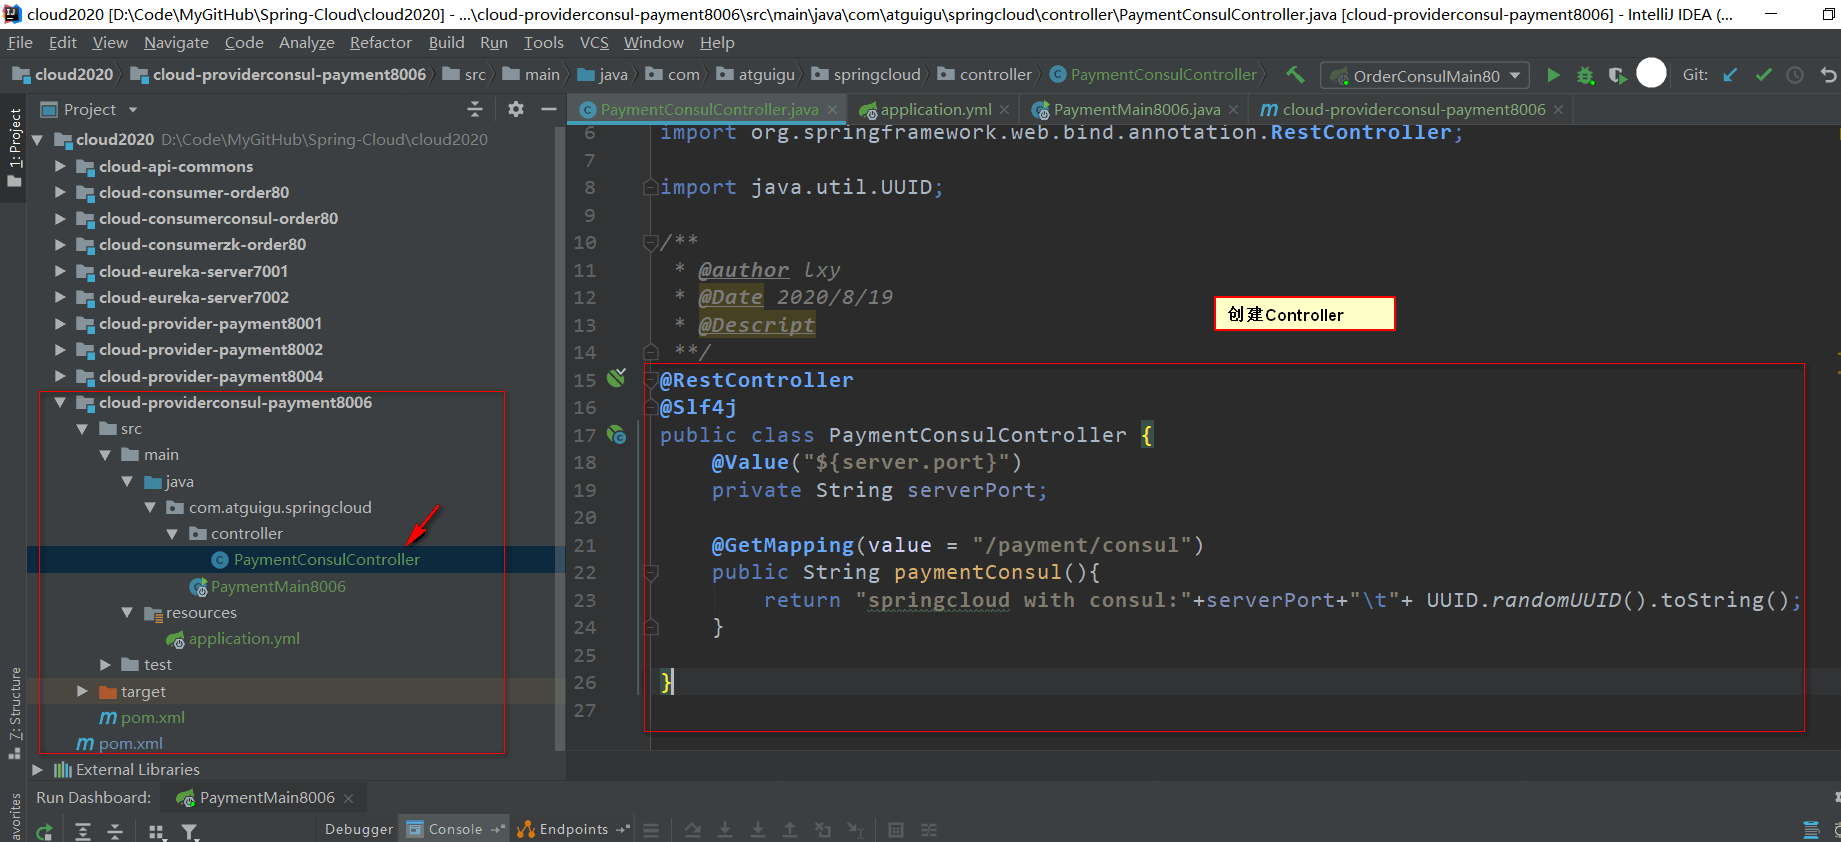 cloud2020 [D:\Code\MyGitHub\Spring-Cloud\cloud2020] - ...\cloud-providerconsul-payment8006\src\main\java\com\atguigu\springcloud\controller\PaymentConsulController.java [cloud-providerconsul-payment8006] - IntelliJ IDEA (...
File Edit View Navigate Code Analyze Refactor Build Run Tools VCS Window Help
cloud2020 cloud-providerconsul-payment8006 src main java com atguigu springcloud controller PaymentConsulController OrderConsulMain80 Git:
1: Project
Project
PaymentConsulController.java application.yml PaymentMain8006.java cloud-providerconsul-payment8006
cloud2020 D:\Code\MyGitHub\Spring-Cloud\cloud2020
cloud-api-commons
cloud-consumer-order80
cloud-consumerconsul-order80
cloud-consumerzk-order80
cloud-eureka-server7001
cloud-eureka-server7002
cloud-provider-payment8001
cloud-provider-payment8002
cloud-provider-payment8004
cloud-providerconsul-payment8006
src
main
java
com.atguigu.springcloud
controller
PaymentConsulController
PaymentMain8006
resources
application.yml
test
target
pom.xml
pom.xml
External Libraries
6 import org.springframework.web.bind.annotation.RestController;
7
8 import java.util.UUID;
9
10 /**
11 * @author lxy
12 * @Date 2020/8/19
13 * @Descript
14 **/
15 @RestController
16 @Slf4j
17 public class PaymentConsulController {
18 @Value("${server.port}")
19 private String serverPort;
20
21 @GetMapping(value = "/payment/consul")
22 public String paymentConsul(){
23 return "springcloud with consul:"+serverPort+"\t"+ UUID.randomUUID().toString();
24 }
25
26 }
27
创建Controller
7: Structure
avorites
Run Dashboard: PaymentMain8006
Debugger Console Endpoints